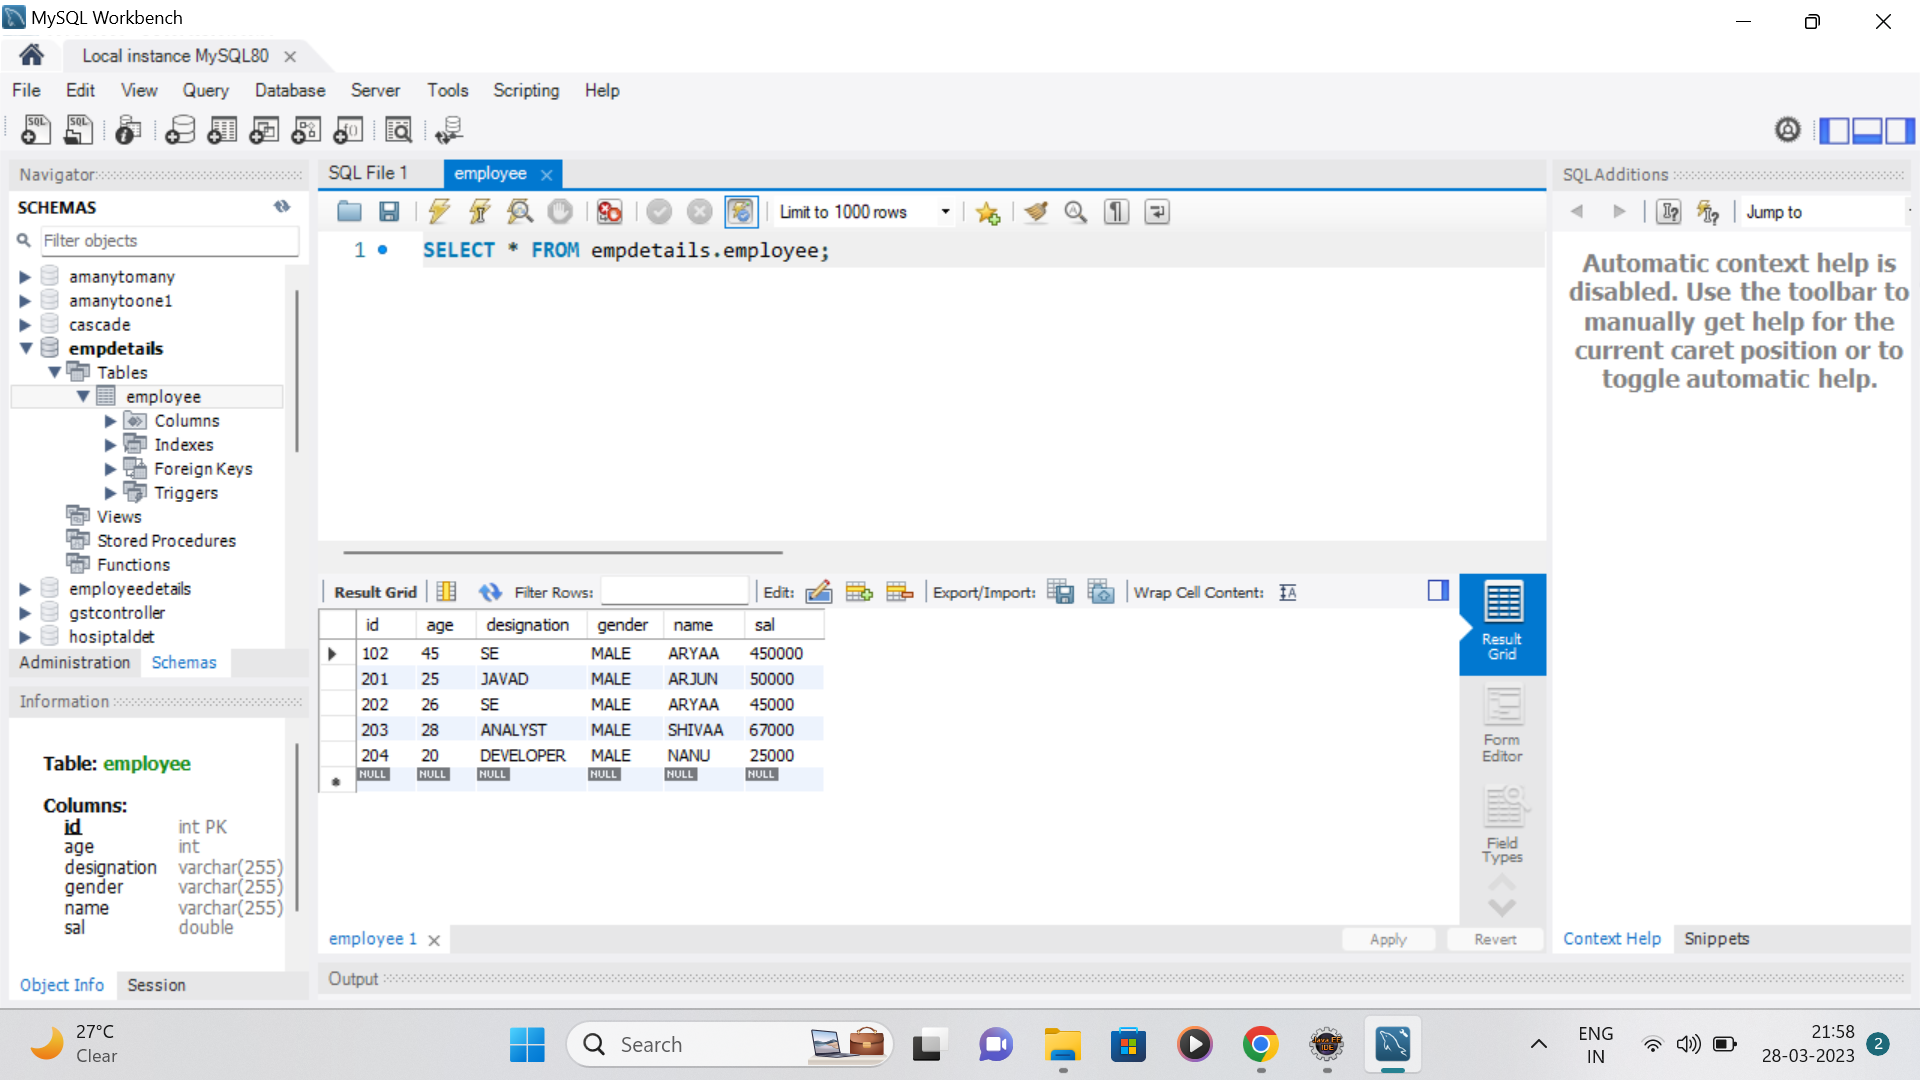 MySQL Workbench
Local instance MySQL80
File Edit View Query Database Server Tools Scripting Help
Navigator
SCHEMAS
Filter objects
amanytomany
amanytoone1
cascade
empdetails
Tables
employee
Columns
Indexes
Foreign Keys
Triggers
Views
Stored Procedures
Functions
employeedetails
gstcontroller
hosiptaldet
Administration Schemas
Information
Table: employee
Columns:
id int PK
age int
designation varchar(255)
gender varchar(255)
name varchar(255)
sal double
Object Info Session
SQL File 1 employee
Limit to 1000 rows
1 SELECT * FROM empdetails.employee;
Result Grid Filter Rows: Edit: Export/Import: Wrap Cell Content:
id age designation gender name sal
102 45 SE MALE ARYAA 450000
201 25 JAVAD MALE ARJUN 50000
202 26 SE MALE ARYAA 45000
203 28 ANALYST MALE SHIVAA 67000
204 20 DEVELOPER MALE NANU 25000
NULL NULL NULL NULL NULL NULL
Result
Grid
Form
Editor
Field
Types
employee 1
Apply Revert
Output
SQLAdditions
Jump to
Automatic context help is
disabled. Use the toolbar to
manually get help for the
current caret position or to
toggle automatic help.
Context Help Snippets
27°C
Clear
Search
ENG
IN
21:58
28-03-2023
2